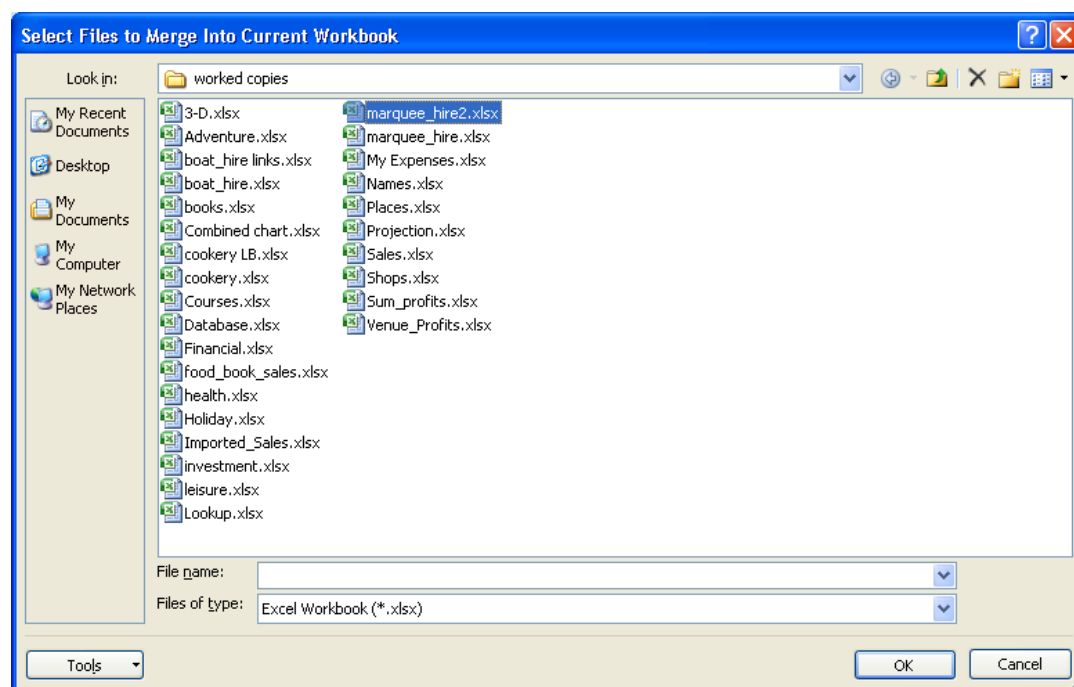 Select Files to Merge Into Current Workbook
Look in:
worked copies
My Recent
Documents
Desktop
My
Documents
My
Computer
My Network
Places
3-D.xlsx
Adventure.xlsx
boat_hire links.xlsx
boat_hire.xlsx
books.xlsx
Combined chart.xlsx
cookery LB.xlsx
cookery.xlsx
Courses.xlsx
Database.xlsx
Financial.xlsx
food_book_sales.xlsx
health.xlsx
Holiday.xlsx
Imported_Sales.xlsx
investment.xlsx
leisure.xlsx
Lookup.xlsx
marquee_hire2.xlsx
marquee_hire.xlsx
My Expenses.xlsx
Names.xlsx
Places.xlsx
Projection.xlsx
Sales.xlsx
Shops.xlsx
Sum_profits.xlsx
Venue_Profits.xlsx
File name:
Files of type:
Excel Workbook (*.xlsx)
Tools
OK
Cancel